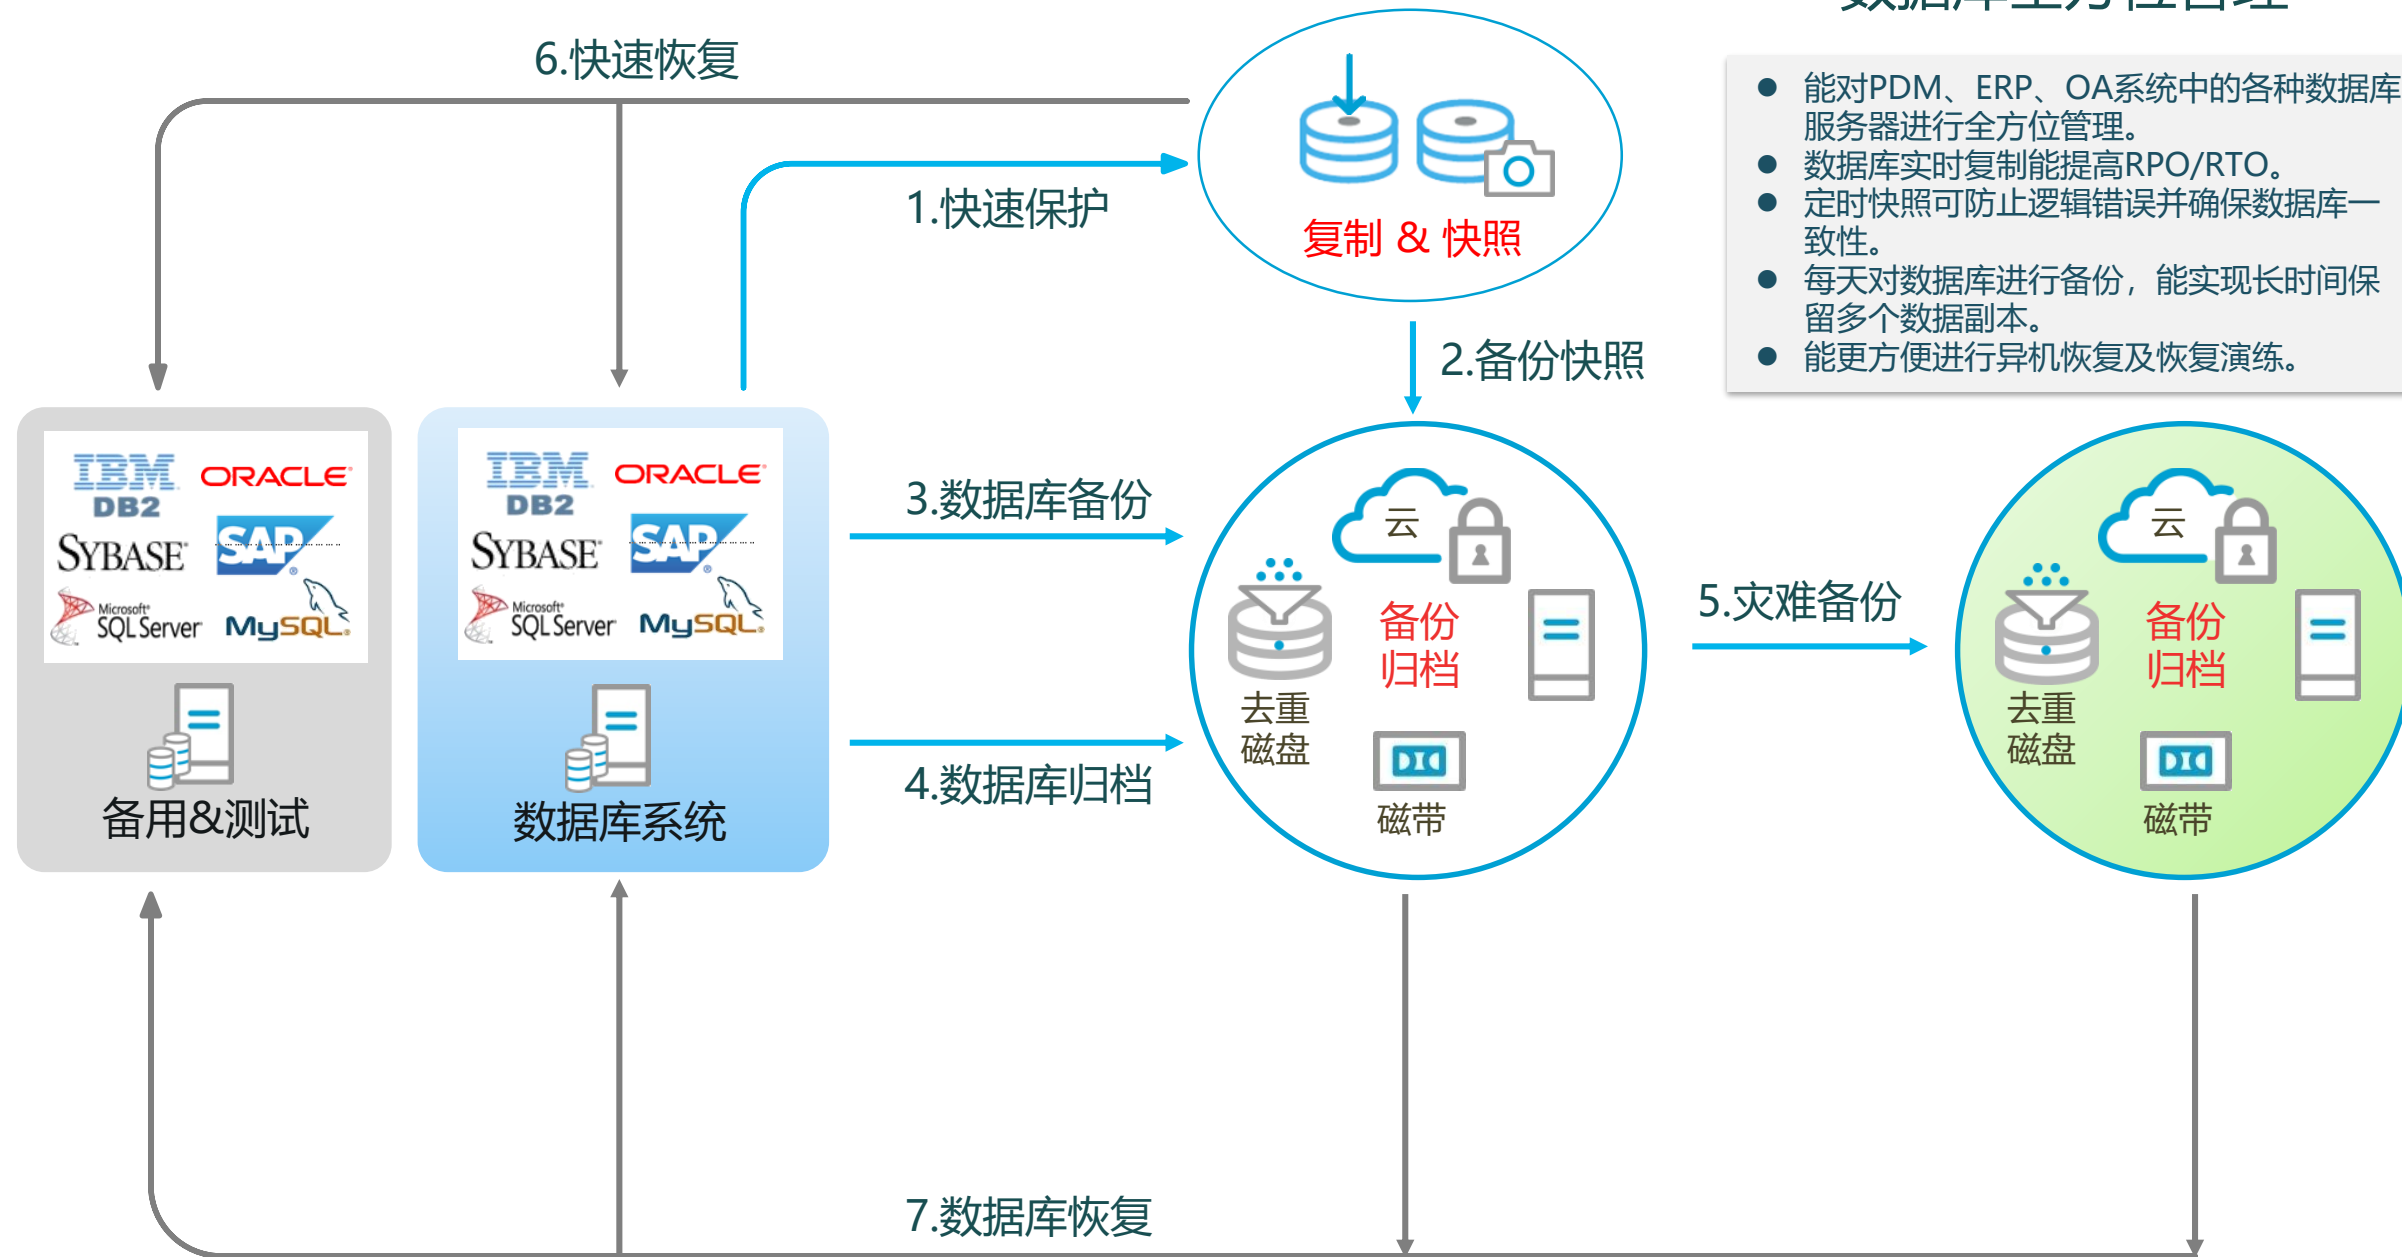 数据库全方位管理
6.快速恢复
能对PDM、ERP、OA系统中的各种数据库
服务器进行全方位管理。
数据库实时复制能提高RPO/RTO。
定时快照可防止逻辑错误并确保数据库一
致性。
每天对数据库进行备份，能实现长时间保
留多个数据副本。
能更方便进行异机恢复及恢复演练。
1.快速保护
复制 & 快照
2.备份快照
IBM
DB2
ORACLE
SYBASE
SAP
Microsoft
SQL Server
MySQL
备用&测试
IBM
DB2
ORACLE
SYBASE
SAP
Microsoft
SQL Server
MySQL
数据库系统
3.数据库备份
4.数据库归档
云
备份
归档
去重
磁盘
磁带
5.灾难备份
云
备份
归档
去重
磁盘
磁带
7.数据库恢复